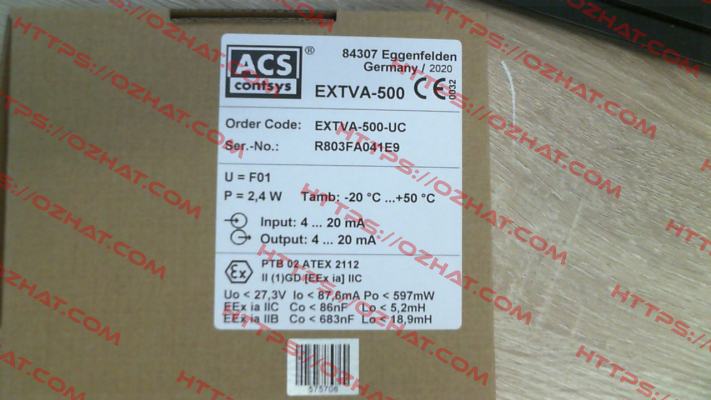 ACS
contsys
®
84307 Eggenfelden
Germany / 2020
EXTVA-500
CE
0032
Order Code: EXTVA-500-UC
Ser.-No.: R803FA041E9
U = F01
P = 2,4 W Tamb: -20 °C ...+50 °C
Input: 4 ... 20 mA
Output: 4 ... 20 mA
Ex
PTB 02 ATEX 2112
II (1)GD [EEx ia] IIC
Uo < 27,3V Io < 87,6mA Po < 597mW
EEx ia IIC Co < 86nF Lo < 5,2mH
EEx ia IIB Co < 683nF Lo < 18,9mH
575706
HTTPS://OZHAT.COM